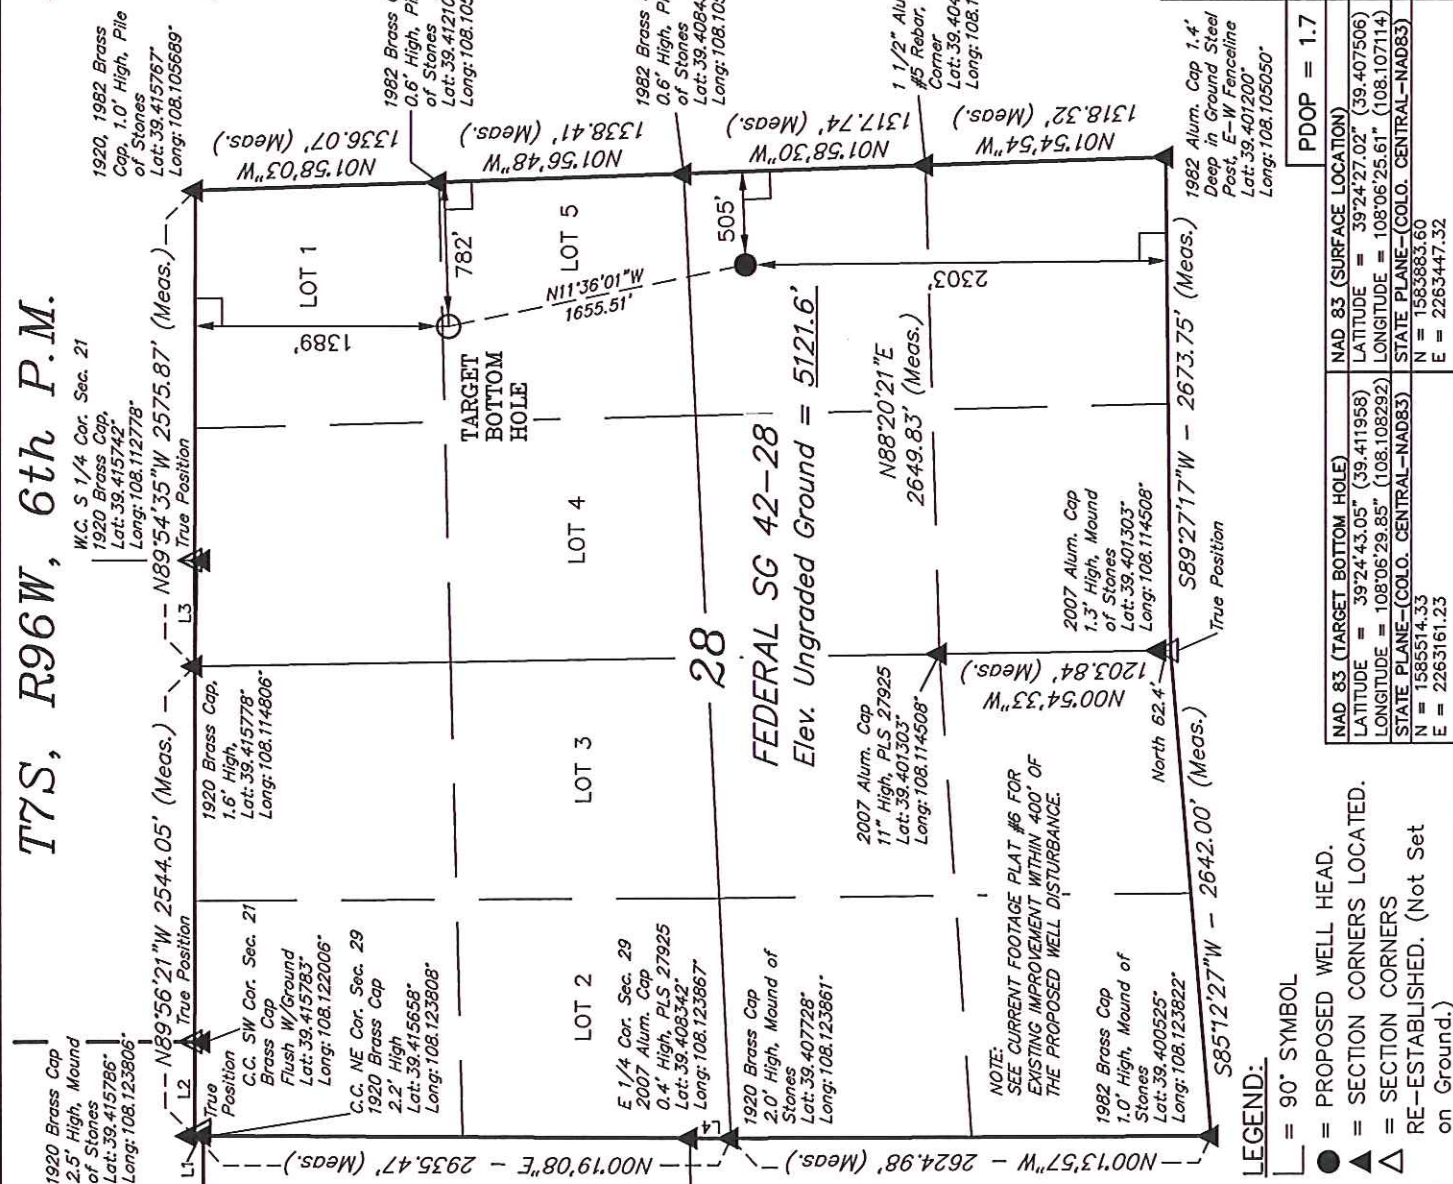 T7S, R96W, 6th P.M.
1920 Brass Cap
2.5' High, Mound
of Stones
Lat:39.415786°
Long:108.123806°
N89°56'21"W 2544.05' (Meas.)
L1
L2
True Position
True
Position
C.C. SW Cor. Sec. 21
Brass Cap
Flush W/Ground
Lat:39.415783°
Long:108.122006°
C.C. NE Cor. Sec. 29
1920 Brass Cap
2.2' High
Lat:39.415658°
Long:108.123808°
1920 Brass Cap,
1.6' High,
Lat:39.415778°
Long:108.114806°
W.C. S 1/4 Cor. Sec. 21
1920 Brass Cap,
Lat:39.415742°
Long:108.112778°
True Position
L3
N89°54'35"W 2575.87' (Meas.)
1920, 1982 Brass
Cap, 1.0' High, Pile
of Stones
Lat:39.415767°
Long:108.105689°
N01°58'03"W
1336.07' (Meas.)
1389'
LOT 1
1982 Brass
0.6' High,
of Stones
N01°56'48"W
1338.41' (Meas.)
782'
TARGET
BOTTOM
HOLE
N11°36'01"W
1655.51'
LOT 2
LOT 3
LOT 4
LOT 5
E 1/4 Cor. Sec. 29
2007 Alum. Cap
0.4' High, PLS 27925
Lat:39.408342°
Long:108.123867°
L4
N00°19'08"E - 2935.47' (Meas.)
28
1982 Brass
0.6' High,
of Stones
505'
N01°58'30"W
1317.74' (Meas.)
FEDERAL SG 42-28
Elev. Ungraded Ground = 5121.6'
1920 Brass Cap
2.0' High, Mound of
Stones
Lat:39.407728°
Long:108.123861°
2007 Alum. Cap
11" High, PLS 27925
Lat:39.401303°
Long:108.114508°
N88°20'21"E
2649.83' (Meas.)
2303'
1 1/2"
#5 Rebar,
Corner
N01°54'54"W
1318.32' (Meas.)
NOTE:
SEE CURRENT FOOTAGE PLAT #6 FOR
EXISTING IMPROVEMENT WITHIN 400' OF
THE PROPOSED WELL DISTURBANCE.
N00°13'57"W - 2624.98' (Meas.)
1982 Brass Cap
1.0' High, Mound of
Stones
Lat:39.400525°
Long:108.123822°
N00°54'33"W
1203.84' (Meas.)
2007 Alum. Cap
1.3' High, Mound
of Stones
Lat:39.401303°
Long:108.114508°
North 62.4'
True Position
S85°12'27"W - 2642.00' (Meas.)
S89°27'17"W - 2673.75' (Meas.)
1982 Alum. Cap 1.4'
Deep in Ground Steel
Post, E-W Fenceline
Lat:39.401200°
Long:108.105050°
LEGEND:
= 90° SYMBOL
= PROPOSED WELL HEAD.
= SECTION CORNERS LOCATED.
= SECTION CORNERS
RE-ESTABLISHED. (Not Set
on Ground.)
PDOP = 1.7
NAD 83 (TARGET BOTTOM HOLE)
LATITUDE = 39°24'43.05" (39.411958)
LONGITUDE = 108°06'29.85" (108.108292)
STATE PLANE-(COLO. CENTRAL-NAD83)
N = 1585514.33
E = 2263161.23
NAD 83 (SURFACE LOCATION)
LATITUDE = 39°24'27.02" (39.407506)
LONGITUDE = 108°06'25.61" (108.107114)
STATE PLANE-(COLO. CENTRAL-NAD83)
N = 1583883.60
E = 2263447.32